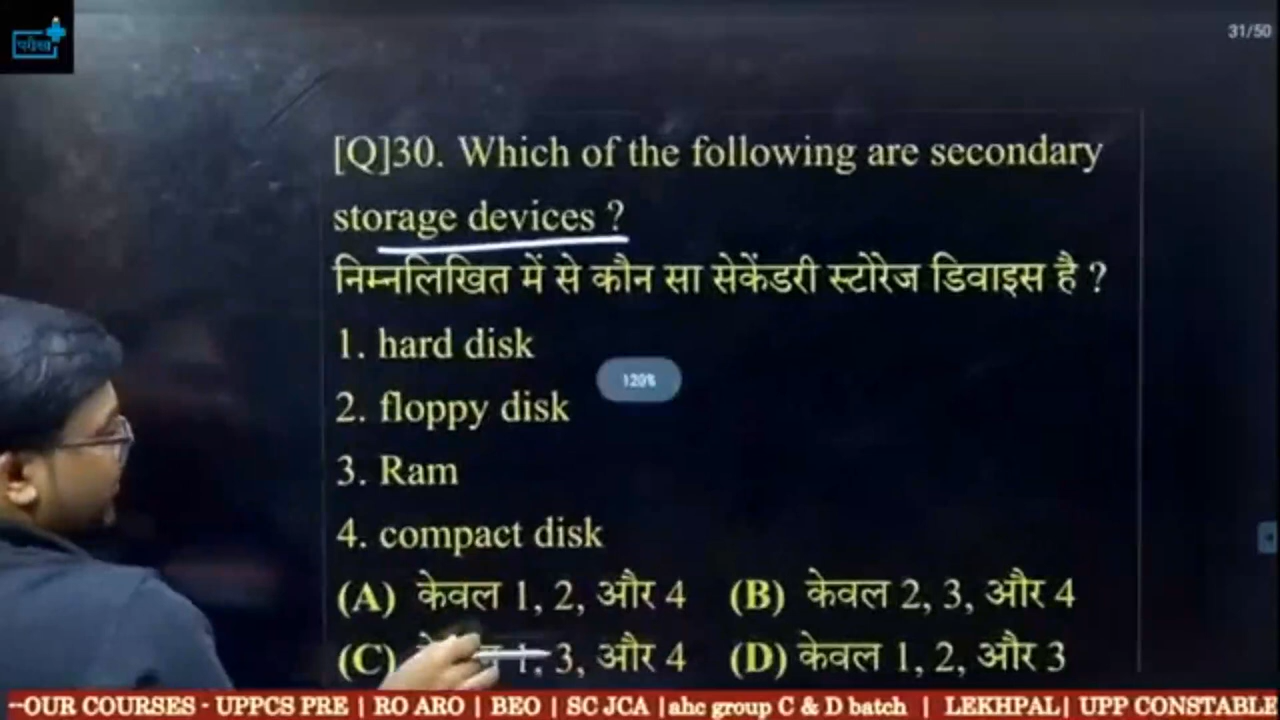 परीक्षा
31/50
[Q]30. Which of the following are secondary
storage devices ?
निम्नलिखित में से कौन सा सेकेंडरी स्टोरेज डिवाइस है ?
1. hard disk
120%
2. floppy disk
3. Ram
4. compact disk
(A) केवल 1, 2, और 4 (B) केवल 2, 3, और 4
(C) 1, 3, और 4 (D) केवल 1, 2, और 3
--OUR COURSES - UPPCS PRE | RO ARO | BEO | SC JCA |ahc group C & D batch | LEKHPAL| UPP CONSTABLE